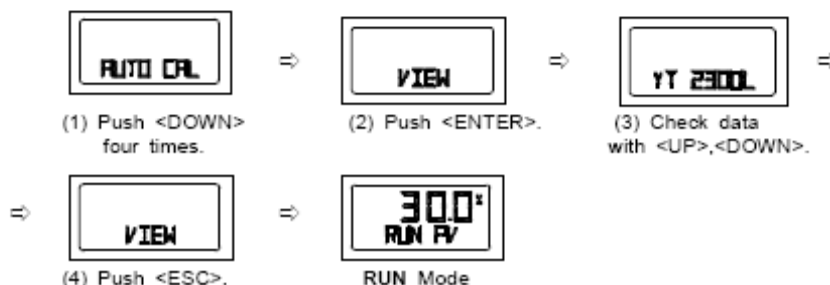 AUTO CAL
VIEW
YT 2300L
(1) Push <DOWN>
four times.
(2) Push <ENTER>.
(3) Check data
with <UP>,<DOWN>.
VIEW
30.0%
RUN PV
(4) Push <ESC>.
RUN Mode